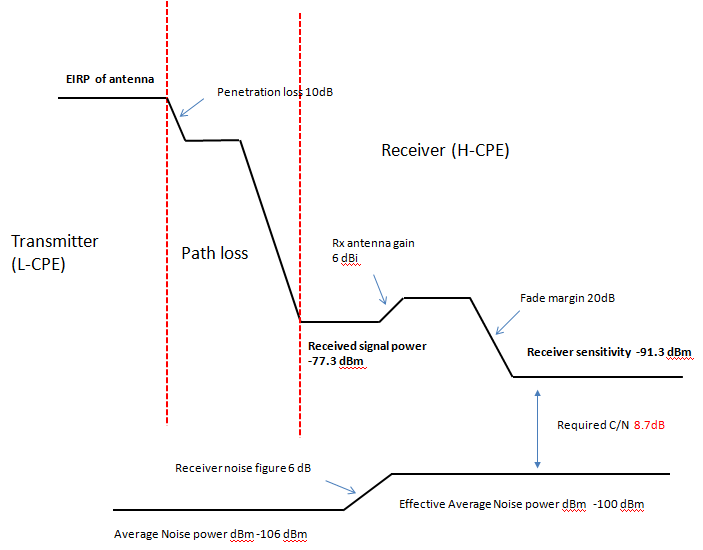 EIRP of antenna
Penetration loss 10dB
Receiver (H-CPE)
Transmitter
(L-CPE)
Path loss
Rx antenna gain
6 dBi
Fade margin 20dB
Received signal power
-77.3 dBm
Receiver sensitivity -91.3 dBm
Required C/N 8.7dB
Receiver noise figure 6 dB
Effective Average Noise power dBm -100 dBm
Average Noise power dBm -106 dBm